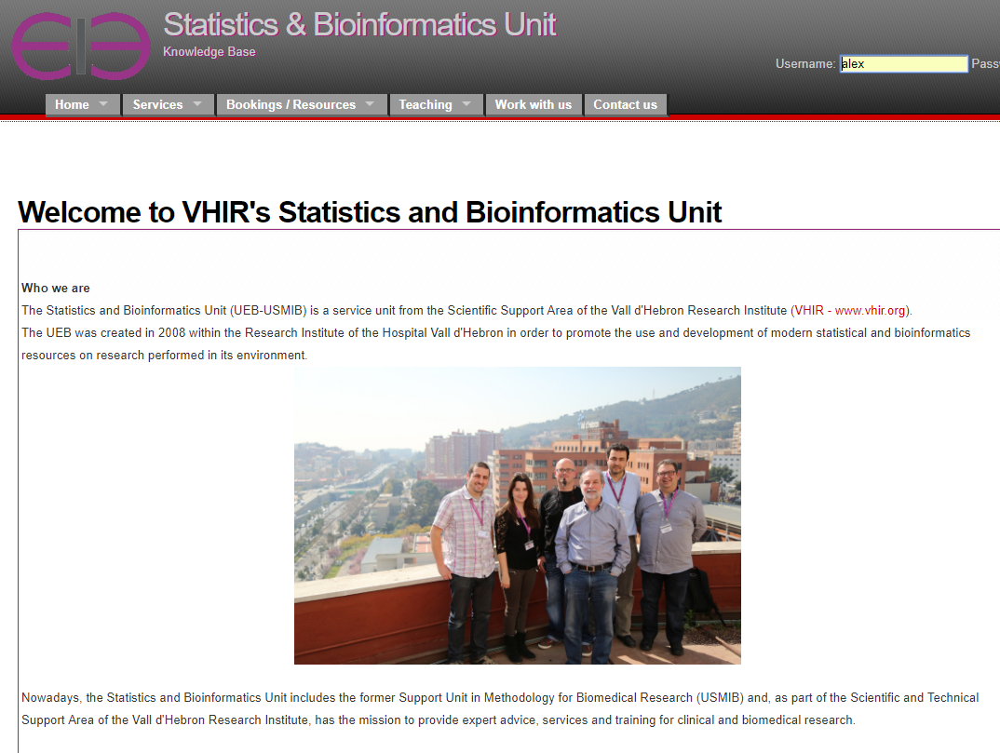 Statistics & Bioinformatics Unit
Knowledge Base
Username: alex Pass
Home Services Bookings / Resources Teaching Work with us Contact us
Welcome to VHIR's Statistics and Bioinformatics Unit
Who we are
The Statistics and Bioinformatics Unit (UEB-USMIB) is a service unit from the Scientific Support Area of the Vall d'Hebron Research Institute (VHIR - www.vhir.org).
The UEB was created in 2008 within the Research Institute of the Hospital Vall d'Hebron in order to promote the use and development of modern statistical and bioinformatics
resources on research performed in its environment.
Nowadays, the Statistics and Bioinformatics Unit includes the former Support Unit in Methodology for Biomedical Research (USMIB) and, as part of the Scientific and Technical
Support Area of the Vall d'Hebron Research Institute, has the mission to provide expert advice, services and training for clinical and biomedical research.